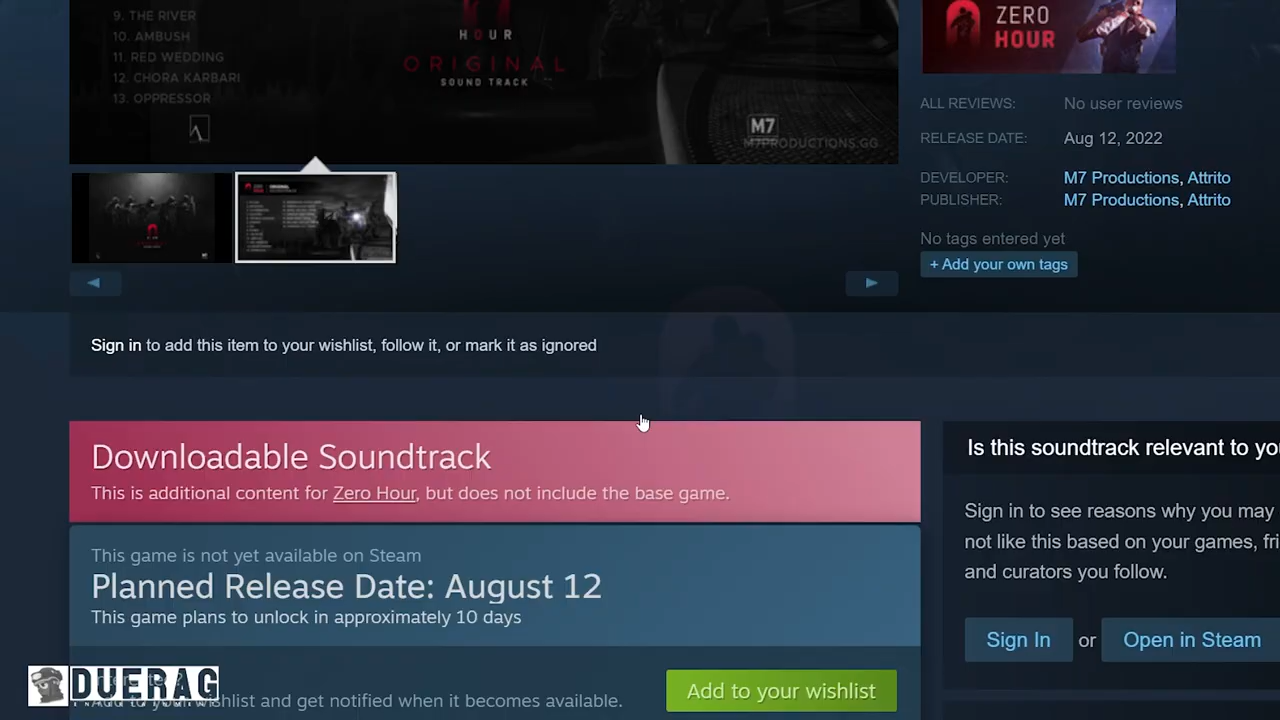 9. THE RIVER
10. AMBUSH
11. RED WEDDING
12. CHORA KARBARI
13. OPPRESSOR
HOUR
ORIGINAL
SOUND TRACK
M7
M7PRODUCTIONS.GG
ZERO
HOUR
ALL REVIEWS: No user reviews
RELEASE DATE: Aug 12, 2022
DEVELOPER: M7 Productions, Attrito
PUBLISHER: M7 Productions, Attrito
No tags entered yet
+ Add your own tags
Sign in to add this item to your wishlist, follow it, or mark it as ignored
Downloadable Soundtrack
This is additional content for Zero Hour, but does not include the base game.
This game is not yet available on Steam
Planned Release Date: August 12
This game plans to unlock in approximately 10 days
Add to your wishlist and get notified when it becomes available.
Add to your wishlist
Is this soundtrack relevant to yo
Sign in to see reasons why you may
not like this based on your games, fri
and curators you follow.
Sign In or Open in Steam
DUERAG